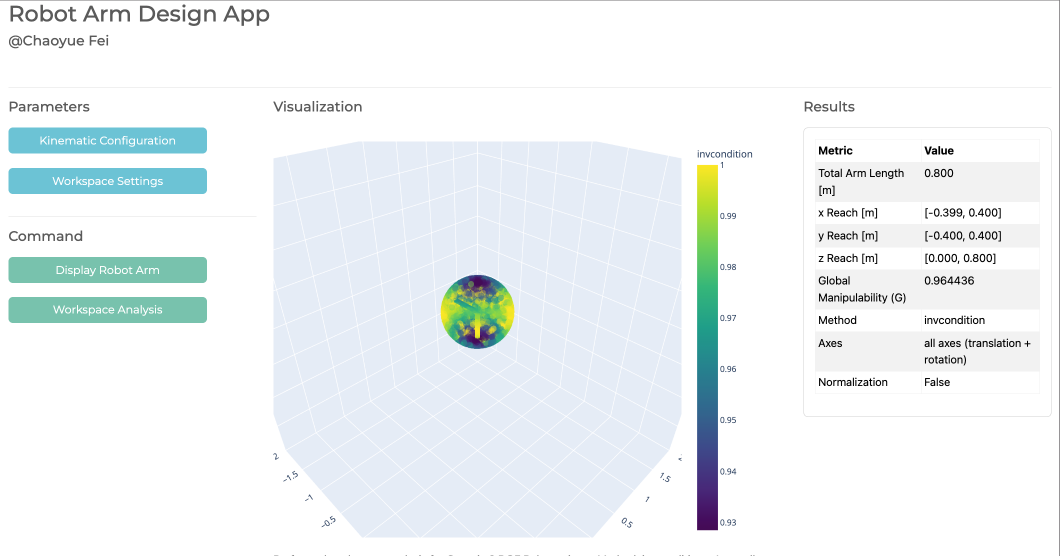 Robot Arm Design App
@Chaoyue Fei
Parameters
Kinematic Configuration
Workspace Settings
Command
Display Robot Arm
Workspace Analysis
Visualization
invcondition
1
0.99
0.98
0.97
0.96
0.95
0.94
0.93
2
−1.5
−1
−0.5
1.5
1
0.5
Results
Metric Value
Total Arm Length 0.800
[m]
x Reach [m] [-0.399, 0.400]
y Reach [m] [-0.400, 0.400]
z Reach [m] [0.000, 0.800]
Global 0.964436
Manipulability (G)
Method invcondition
Axes all axes (translation +
rotation)
Normalization False